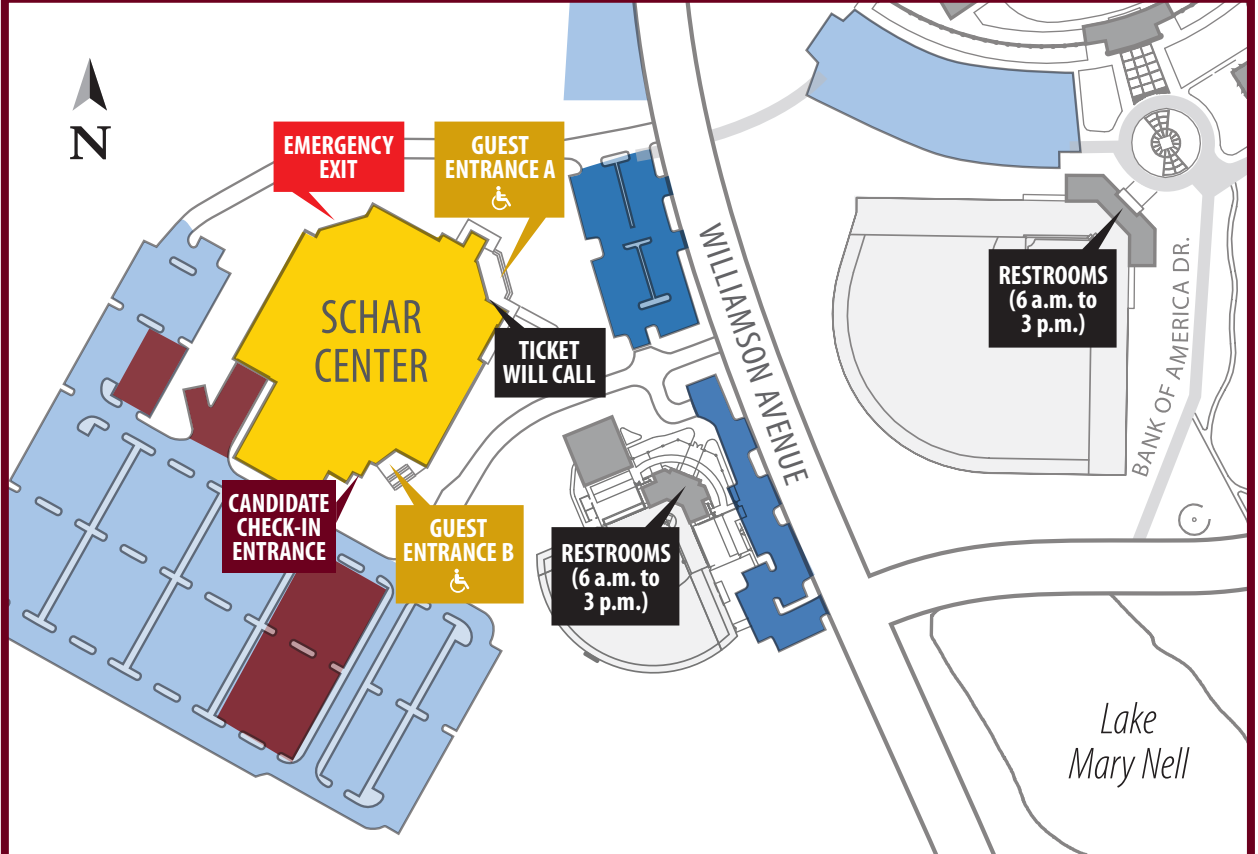 N
EMERGENCY
EXIT
GUEST
ENTRANCE A
SCHAR
CENTER
TICKET
WILL CALL
WILLIAMSON AVENUE
RESTROOMS
(6 a.m. to
3 p.m.)
BANK OF AMERICA DR.
CANDIDATE
CHECK-IN
ENTRANCE
GUEST
ENTRANCE B
RESTROOMS
(6 a.m. to
3 p.m.)
Lake
Mary Nell